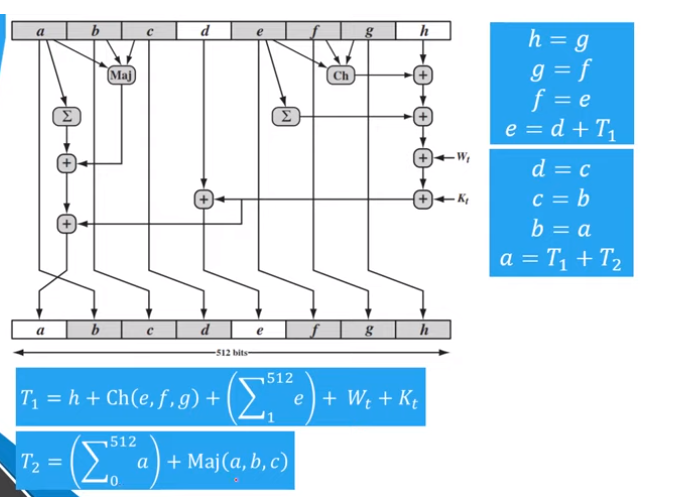 a b c d e f g h
Maj Ch
Σ Σ
+ + + + + + + +
W_t
K_t
a b c d e f g h
512 bits
h = g
g = f
f = e
e = d + T_1
d = c
c = b
b = a
a = T_1 + T_2
T_1 = h + Ch(e, f, g) + (∑_1^512 e) + W_t + K_t
T_2 = (∑_0^512 a) + Maj(a, b, c)